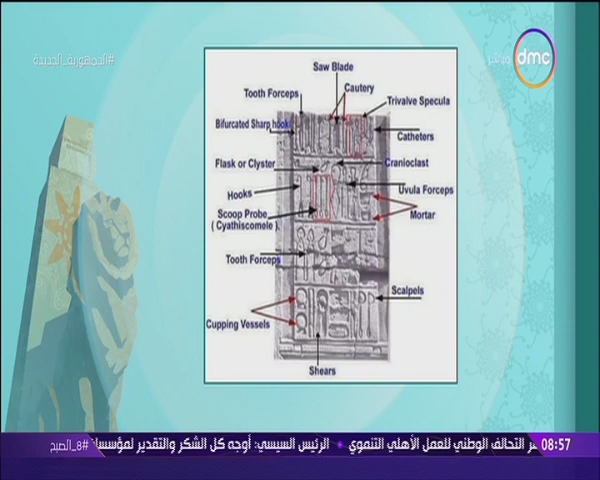 #الجمهورية_الجديدة
مباشر
dmc
Saw Blade
Tooth Forceps
Cautery
Trivalve Specula
Bifurcated Sharp hook
Catheters
Flask or Clyster
Cranioclast
Hooks
Uvula Forceps
Scoop Probe
( Cyathiscomele ).
Mortar
Tooth Forceps
Scalpels
Cupping Vessels
Shears
#8_الصبح
التحالف الوطني للعمل الأهلي التنموي • الرئيس السيسي: أوجه كل الشكر والتقدير لمؤسسات
08:57